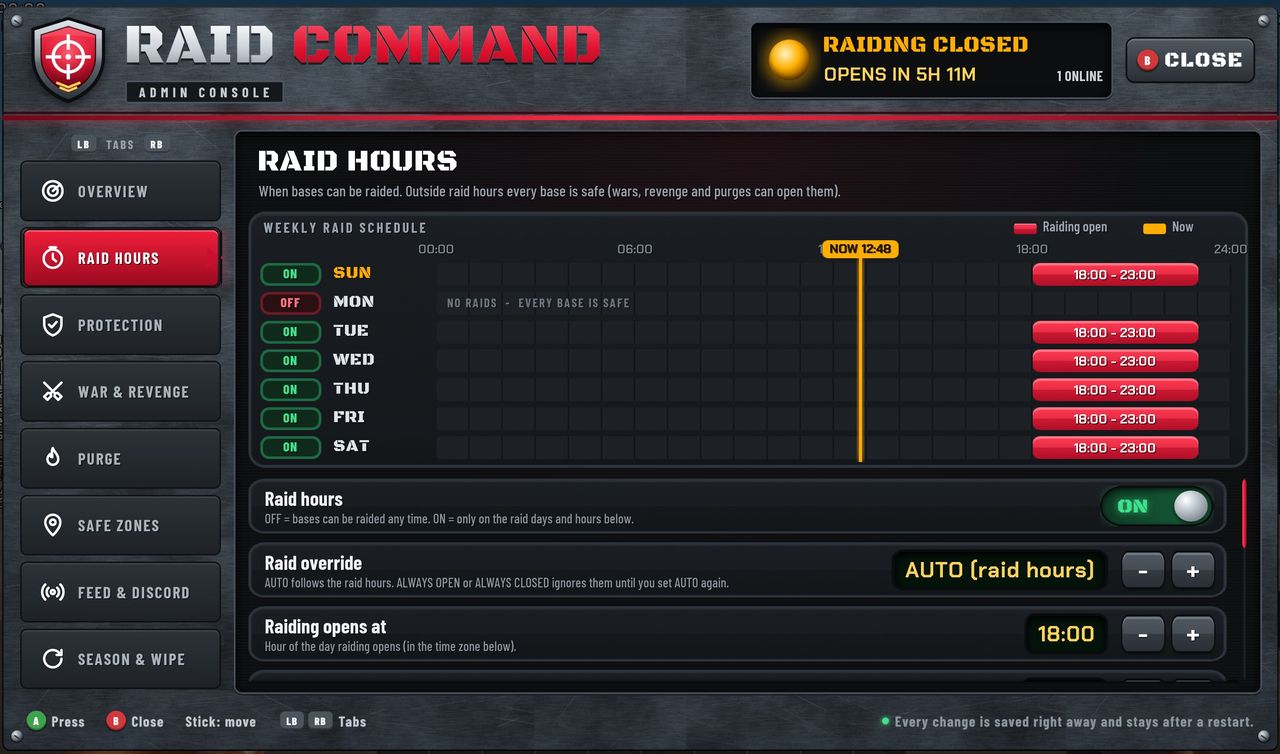 RAID COMMAND
ADMIN CONSOLE
RAIDING CLOSED
OPENS IN 5H 11M
1 ONLINE
B CLOSE
LB TABS RB
OVERVIEW
RAID HOURS
PROTECTION
WAR & REVENGE
PURGE
SAFE ZONES
FEED & DISCORD
SEASON & WIPE
RAID HOURS
When bases can be raided. Outside raid hours every base is safe (wars, revenge and purges can open them).
WEEKLY RAID SCHEDULE
Raiding open
Now
00:00 06:00 NOW 12:48 18:00 24:00
ON SUN 18:00 - 23:00
OFF MON NO RAIDS - EVERY BASE IS SAFE
ON TUE 18:00 - 23:00
ON WED 18:00 - 23:00
ON THU 18:00 - 23:00
ON FRI 18:00 - 23:00
ON SAT 18:00 - 23:00
Raid hours
OFF = bases can be raided any time. ON = only on the raid days and hours below.
ON
Raid override
AUTO follows the raid hours. ALWAYS OPEN or ALWAYS CLOSED ignores them until you set AUTO again.
AUTO (raid hours) - +
Raiding opens at
Hour of the day raiding opens (in the time zone below).
18:00 - +
A Press B Close Stick: move LB RB Tabs
Every change is saved right away and stays after a restart.